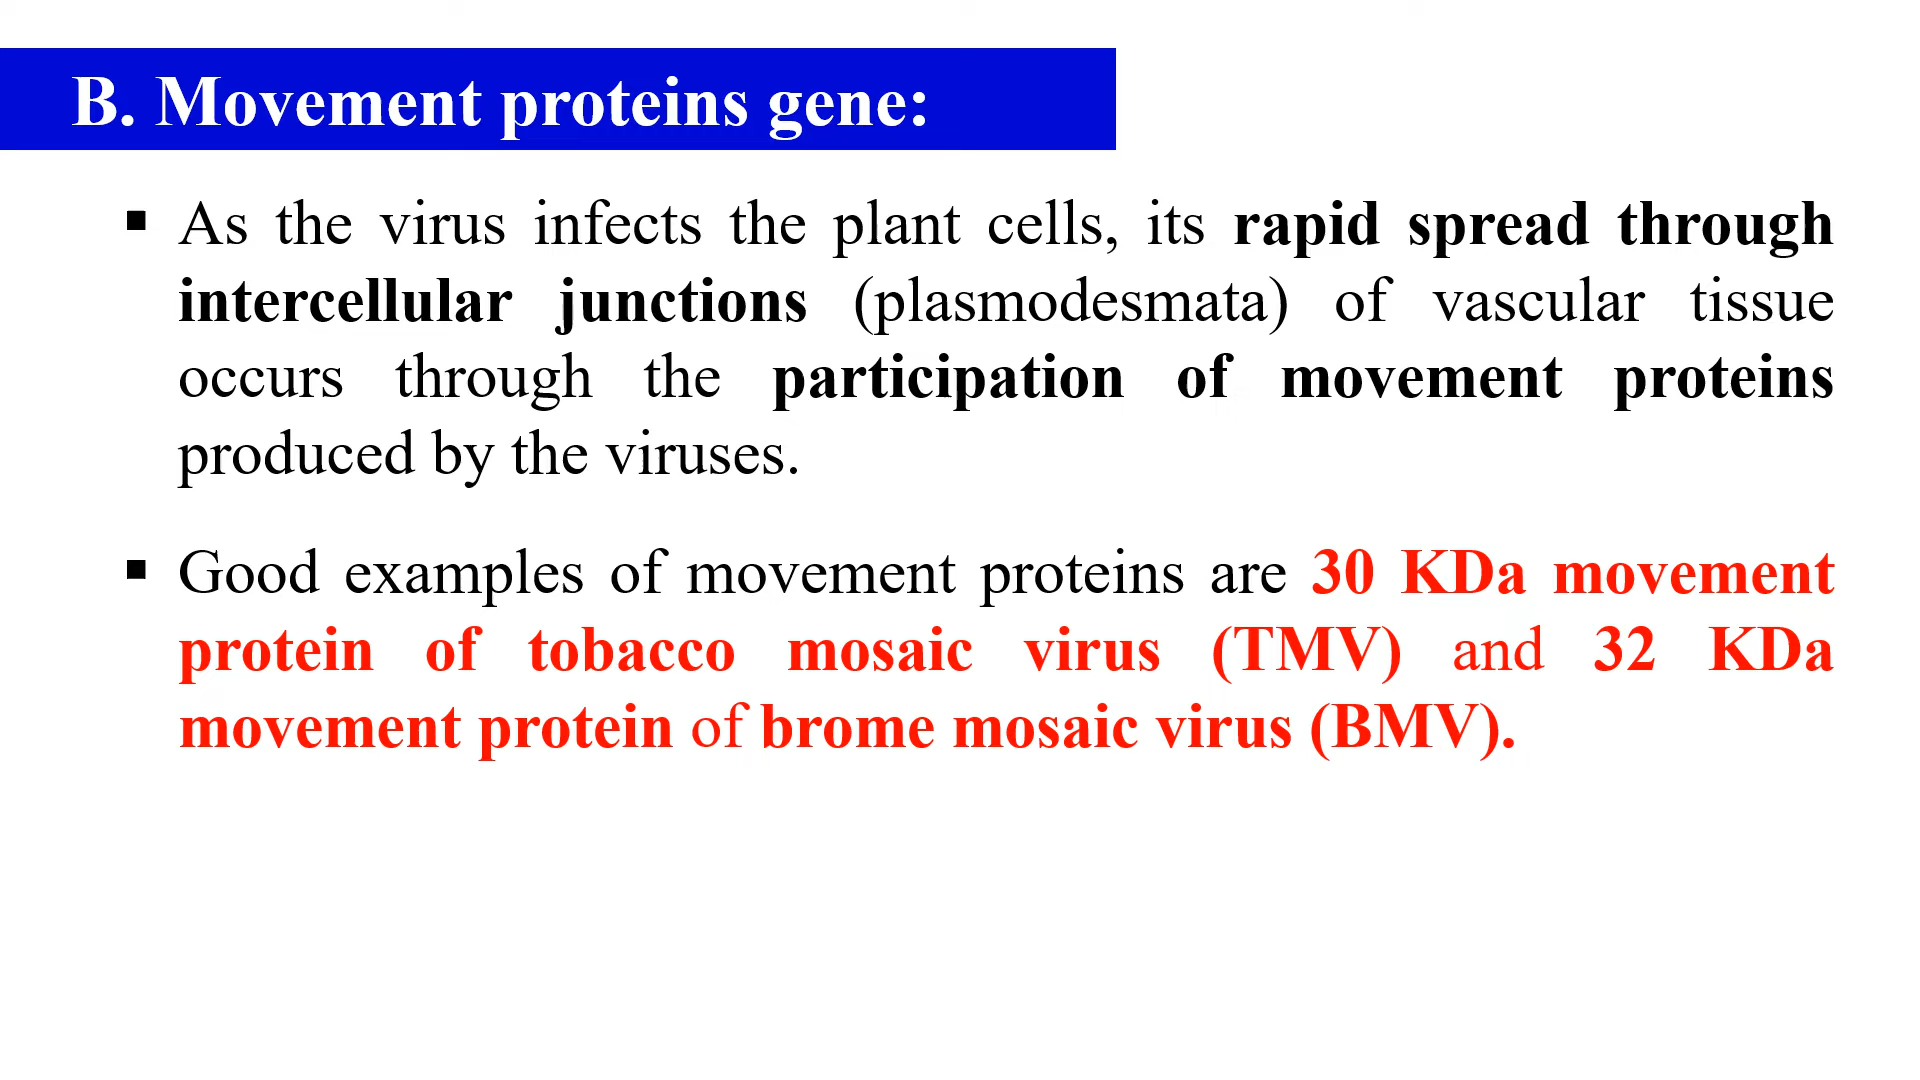 B. Movement proteins gene:
▪ As the virus infects the plant cells, its rapid spread through
intercellular junctions (plasmodesmata) of vascular tissue
occurs through the participation of movement proteins
produced by the viruses.
▪ Good examples of movement proteins are 30 KDa movement
protein of tobacco mosaic virus (TMV) and 32 KDa
movement protein of brome mosaic virus (BMV).